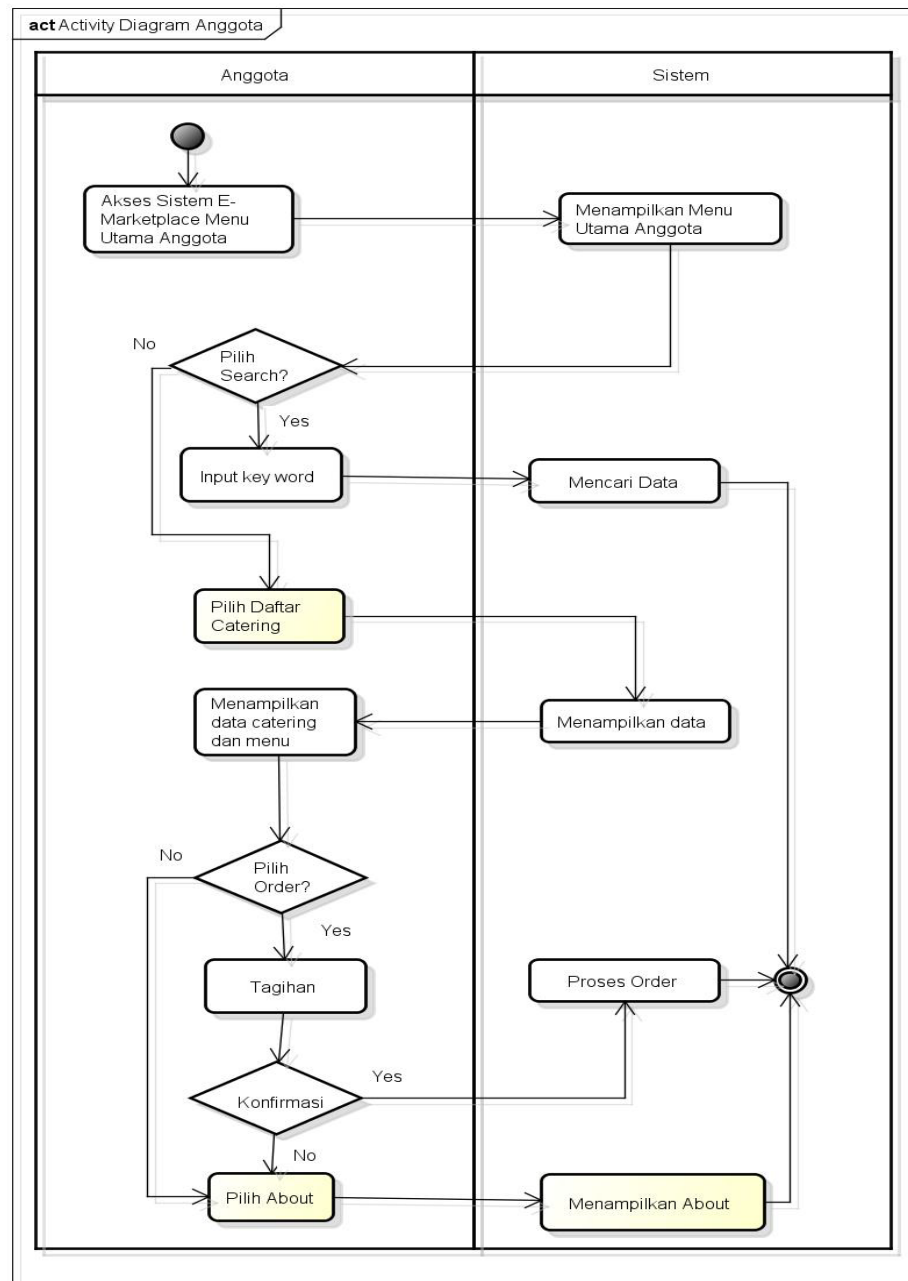 act Activity Diagram Anggota
Anggota
Sistem
Akses Sistem E-
Marketplace Menu
Utama Anggota
Menampilkan Menu
Utama Anggota
No
Pilih
Search?
Yes
Input key word
Mencari Data
Pilih Daftar
Catering
Menampilkan
data catering
dan menu
Menampilkan data
No
Pilih
Order?
Yes
Tagihan
Proses Order
Konfirmasi
Yes
No
Pilih About
Menampilkan About